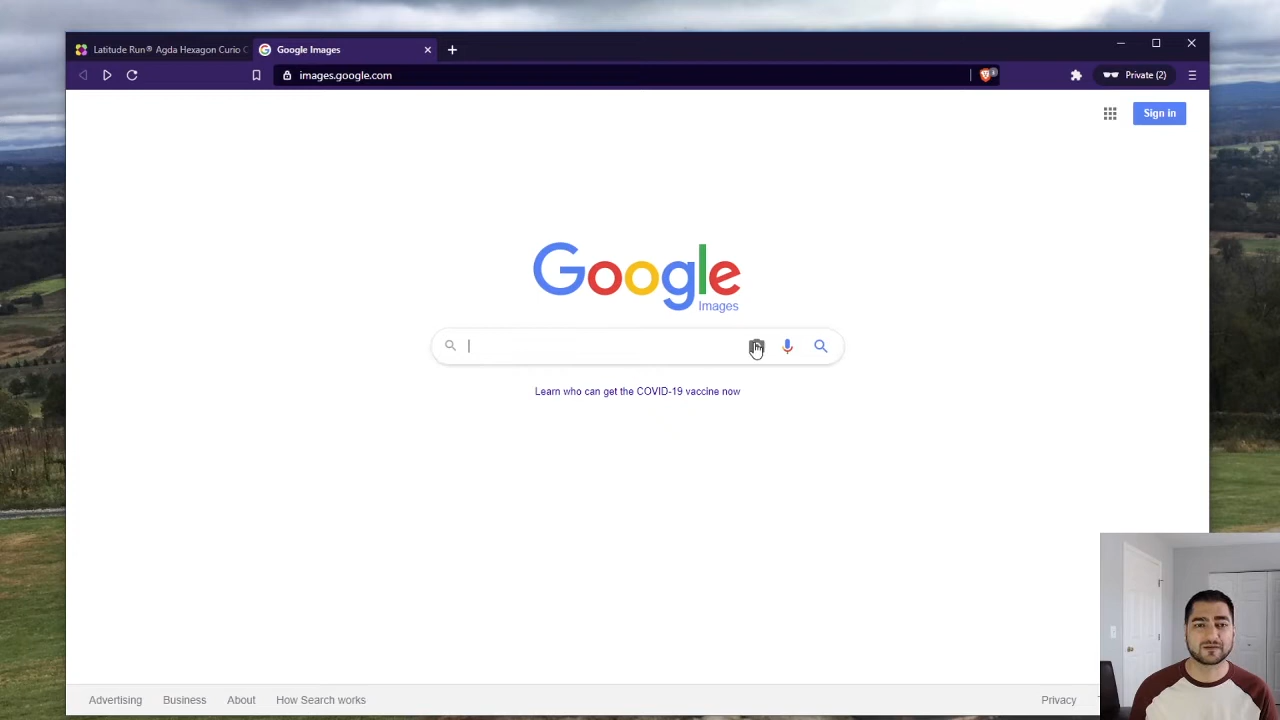 Latitude Run® Agda Hexagon Curio C
Google Images
images.google.com
Private (2)
Sign in
Google
Images
Learn who can get the COVID-19 vaccine now
Advertising Business About How Search works
Privacy